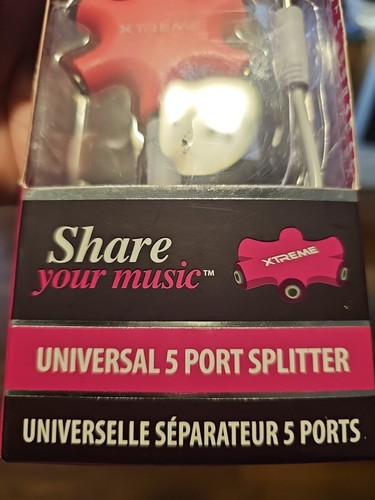 XTREME
Share
your music™
XTREME
UNIVERSAL 5 PORT SPLITTER
UNIVERSELLE SÉPARATEUR 5 PORTS